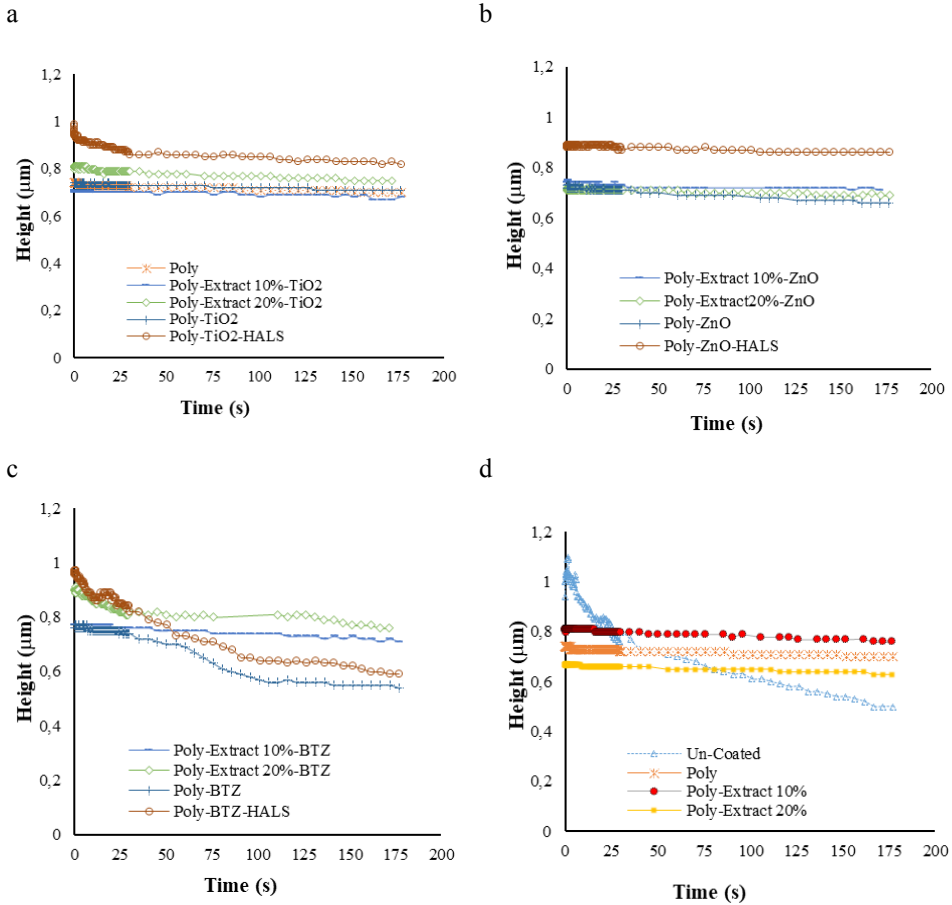 a
1,2
1
0,8
0,6
0,4
0,2
0
Height (μm)
Poly
Poly-Extract 10%-TiO2
Poly-Extract 20%-TiO2
Poly-TiO2
Poly-TiO2-HALS
0 25 50 75 100 125 150 175 200
Time (s)
b
1,2
1
0,8
0,6
0,4
0,2
0
Height (μm)
Poly-Extract 10%-ZnO
Poly-Extract20%-ZnO
Poly-ZnO
Poly-ZnO-HALS
0 25 50 75 100 125 150 175 200
Time (s)
c
1,2
1
0,8
0,6
0,4
0,2
0
Height (μm)
Poly-Extract 10%-BTZ
Poly-Extract 20%-BTZ
Poly-BTZ
Poly-BTZ-HALS
0 25 50 75 100 125 150 175 200
Time (s)
d
1,2
1
0,8
0,6
0,4
0,2
0
Height (μm)
Un-Coated
Poly
Poly-Extract 10%
Poly-Extract 20%
0 25 50 75 100 125 150 175 200
Time (s)